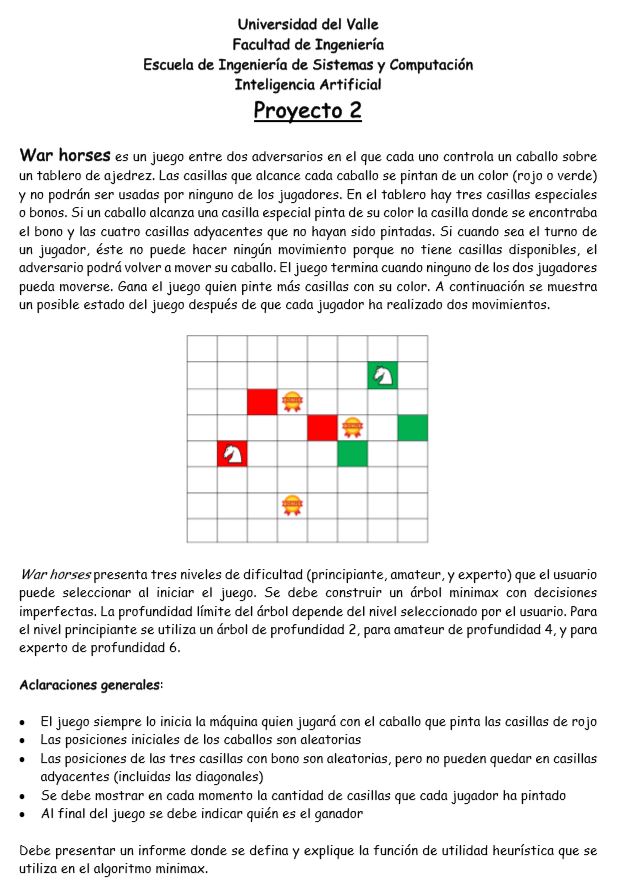 Universidad del Valle
Facultad de Ingeniería
Escuela de Ingeniería de Sistemas y Computación
Inteligencia Artificial
Proyecto 2
War horses es un juego entre dos adversarios en el que cada uno controla un caballo sobre
un tablero de ajedrez. Las casillas que alcance cada caballo se pintan de un color (rojo o verde)
y no podrán ser usadas por ninguno de los jugadores. En el tablero hay tres casillas especiales
o bonos. Si un caballo alcanza una casilla especial pinta de su color la casilla donde se encontraba
el bono y las cuatro casillas adyacentes que no hayan sido pintadas. Si cuando sea el turno de
un jugador, éste no puede hacer ningún movimiento porque no tiene casillas disponibles, el
adversario podrá volver a mover su caballo. El juego termina cuando ninguno de los dos jugadores
pueda moverse. Gana el juego quien pinte más casillas con su color. A continuación se muestra
un posible estado del juego después de que cada jugador ha realizado dos movimientos.
War horses presenta tres niveles de dificultad (principiante, amateur, y experto) que el usuario
puede seleccionar al iniciar el juego. Se debe construir un árbol minimax con decisiones
imperfectas. La profundidad límite del árbol depende del nivel seleccionado por el usuario. Para
el nivel principiante se utiliza un árbol de profundidad 2, para amateur de profundidad 4, y para
experto de profundidad 6.
Aclaraciones generales:
• El juego siempre lo inicia la máquina quien jugará con el caballo que pinta las casillas de rojo
• Las posiciones iniciales de los caballos son aleatorias
• Las posiciones de las tres casillas con bono son aleatorias, pero no pueden quedar en casillas
adyacentes (incluidas las diagonales)
• Se debe mostrar en cada momento la cantidad de casillas que cada jugador ha pintado
• Al final del juego se debe indicar quién es el ganador
Debe presentar un informe donde se defina y explique la función de utilidad heurística que se
utiliza en el algoritmo minimax.